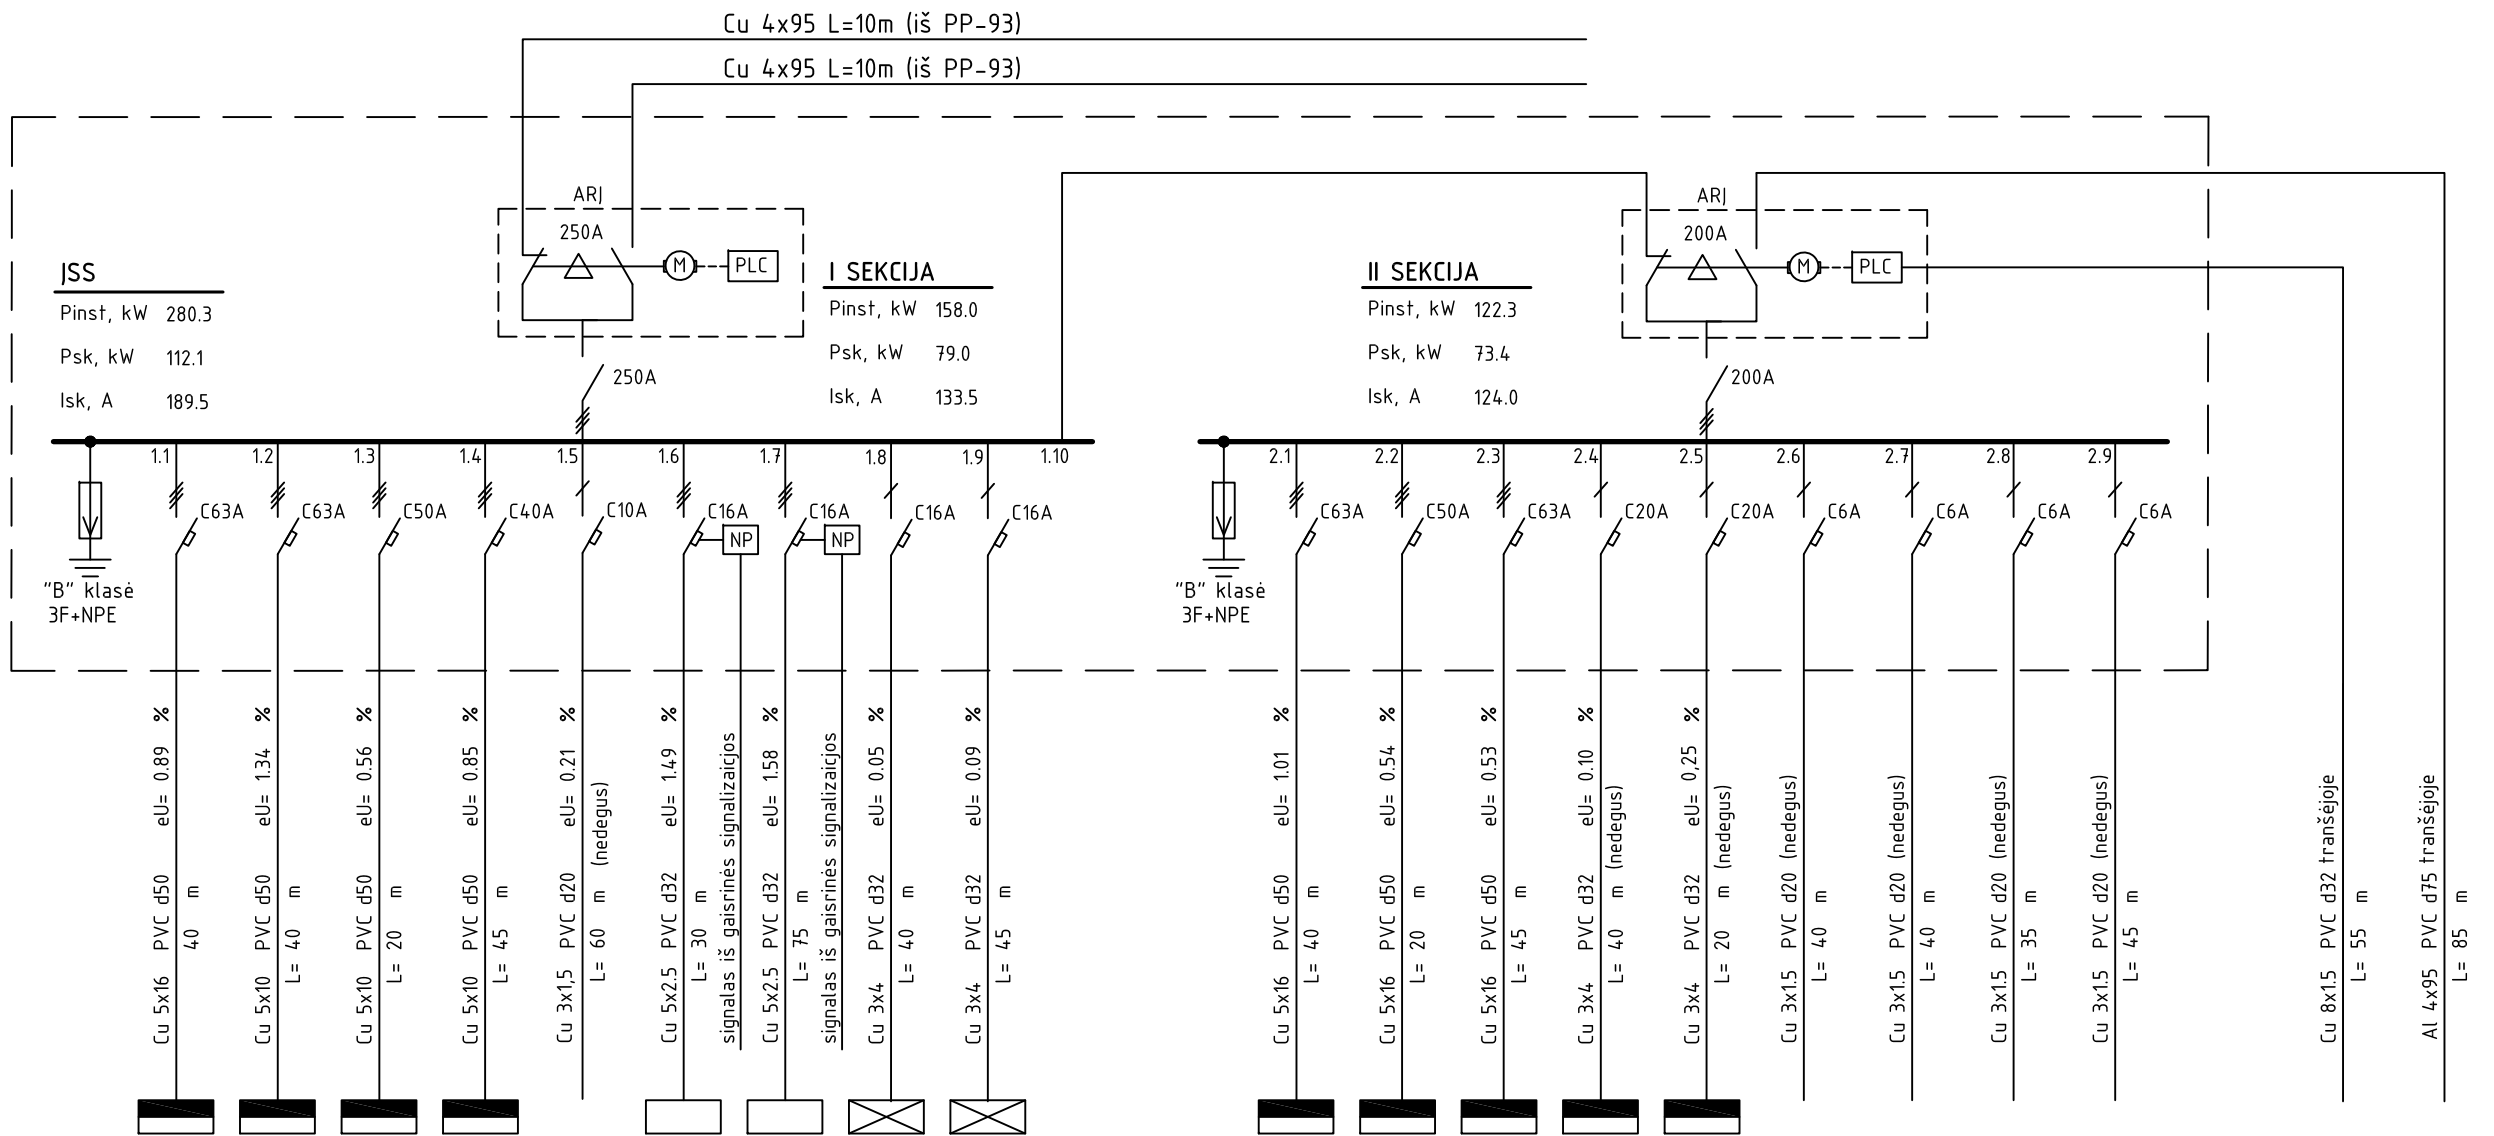 Cu 4x95 L=10m (iš PP-93)
Cu 4x95 L=10m (iš PP-93)
ARJ
250A
M
PLC
ARJ
200A
M
PLC
JSS
Pinst, kW 280.3
Psk, kW 112.1
Isk, A 189.5
I SEKCIJA
Pinst, kW 158.0
Psk, kW 79.0
Isk, A 133.5
II SEKCIJA
Pinst, kW 122.3
Psk, kW 73.4
Isk, A 124.0
250A
200A
1.1
1.2
1.3
1.4
1.5
1.6
1.7
1.8
1.9
1.10
2.1
2.2
2.3
2.4
2.5
2.6
2.7
2.8
2.9
C63A
C63A
C50A
C40A
C10A
C16A
C16A
C16A
C16A
C63A
C50A
C63A
C20A
C20A
C6A
C6A
C6A
C6A
NP
NP
"B" klasė
3F+NPE
"B" klasė
3F+NPE
Cu 5x16 PVC d50 eU= 0.89 %
40 m
Cu 5x10 PVC d50 eU= 1.34 %
L= 40 m
Cu 5x10 PVC d50 eU= 0.56 %
L= 20 m
Cu 5x10 PVC d50 eU= 0.85 %
L= 45 m
Cu 3x1,5 PVC d20 eU= 0.21 %
L= 60 m (nedegus)
Cu 5x2.5 PVC d32 eU= 1.49 %
L= 30 m
signalas iš gaisrinės signalizaicjos
Cu 5x2.5 PVC d32 eU= 1.58 %
L= 75 m
signalas iš gaisrinės signalizaicjos
Cu 3x4 PVC d32 eU= 0.05 %
L= 40 m
Cu 3x4 PVC d32 eU= 0.09 %
L= 45 m
Cu 5x16 PVC d50 eU= 1.01 %
L= 40 m
Cu 5x16 PVC d50 eU= 0.54 %
L= 20 m
Cu 5x16 PVC d50 eU= 0.53 %
L= 45 m
Cu 3x4 PVC d32 eU= 0.10 %
L= 40 m (nedegus)
Cu 3x4 PVC d32 eU= 0,25 %
L= 20 m (nedegus)
Cu 3x1.5 PVC d20 (nedegus)
L= 40 m
Cu 3x1.5 PVC d20 (nedegus)
L= 40 m
Cu 3x1.5 PVC d20 (nedegus)
L= 35 m
Cu 3x1.5 PVC d20 (nedegus)
L= 45 m
Cu 8x1.5 PVC d32 tranšėjoje
L= 55 m
Al 4x95 PVC d75 tranšėjoje
L= 85 m